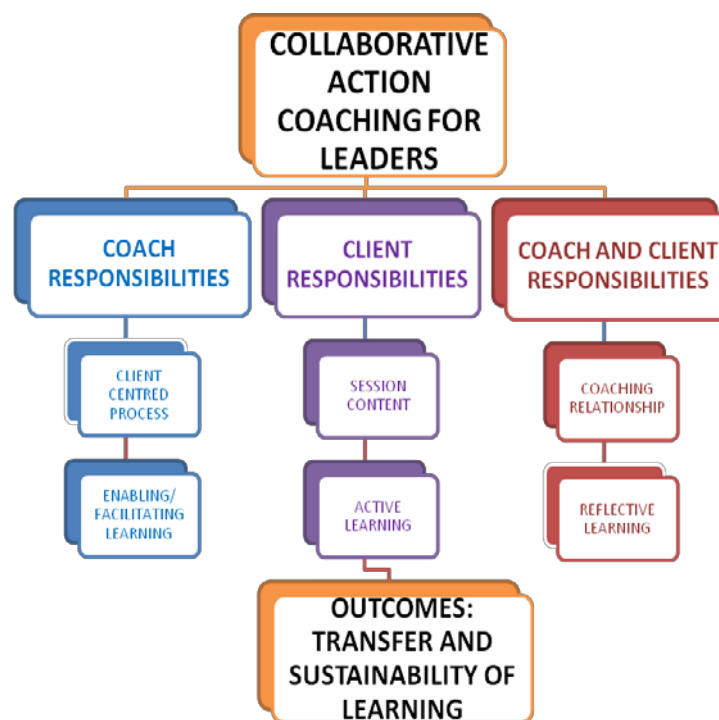 COLLABORATIVE
ACTION
COACHING FOR
LEADERS
COACH
RESPONSIBILITIES
CLIENT
RESPONSIBILITIES
COACH AND CLIENT
RESPONSIBILITIES
CLIENT
CENTRED
PROCESS
SESSION
CONTENT
COACHING
RELATIONSHIP
ENABLING/
FACILITATING
LEARNING
ACTIVE
LEARNING
REFLECTIVE
LEARNING
OUTCOMES:
TRANSFER AND
SUSTAINABILITY OF
LEARNING